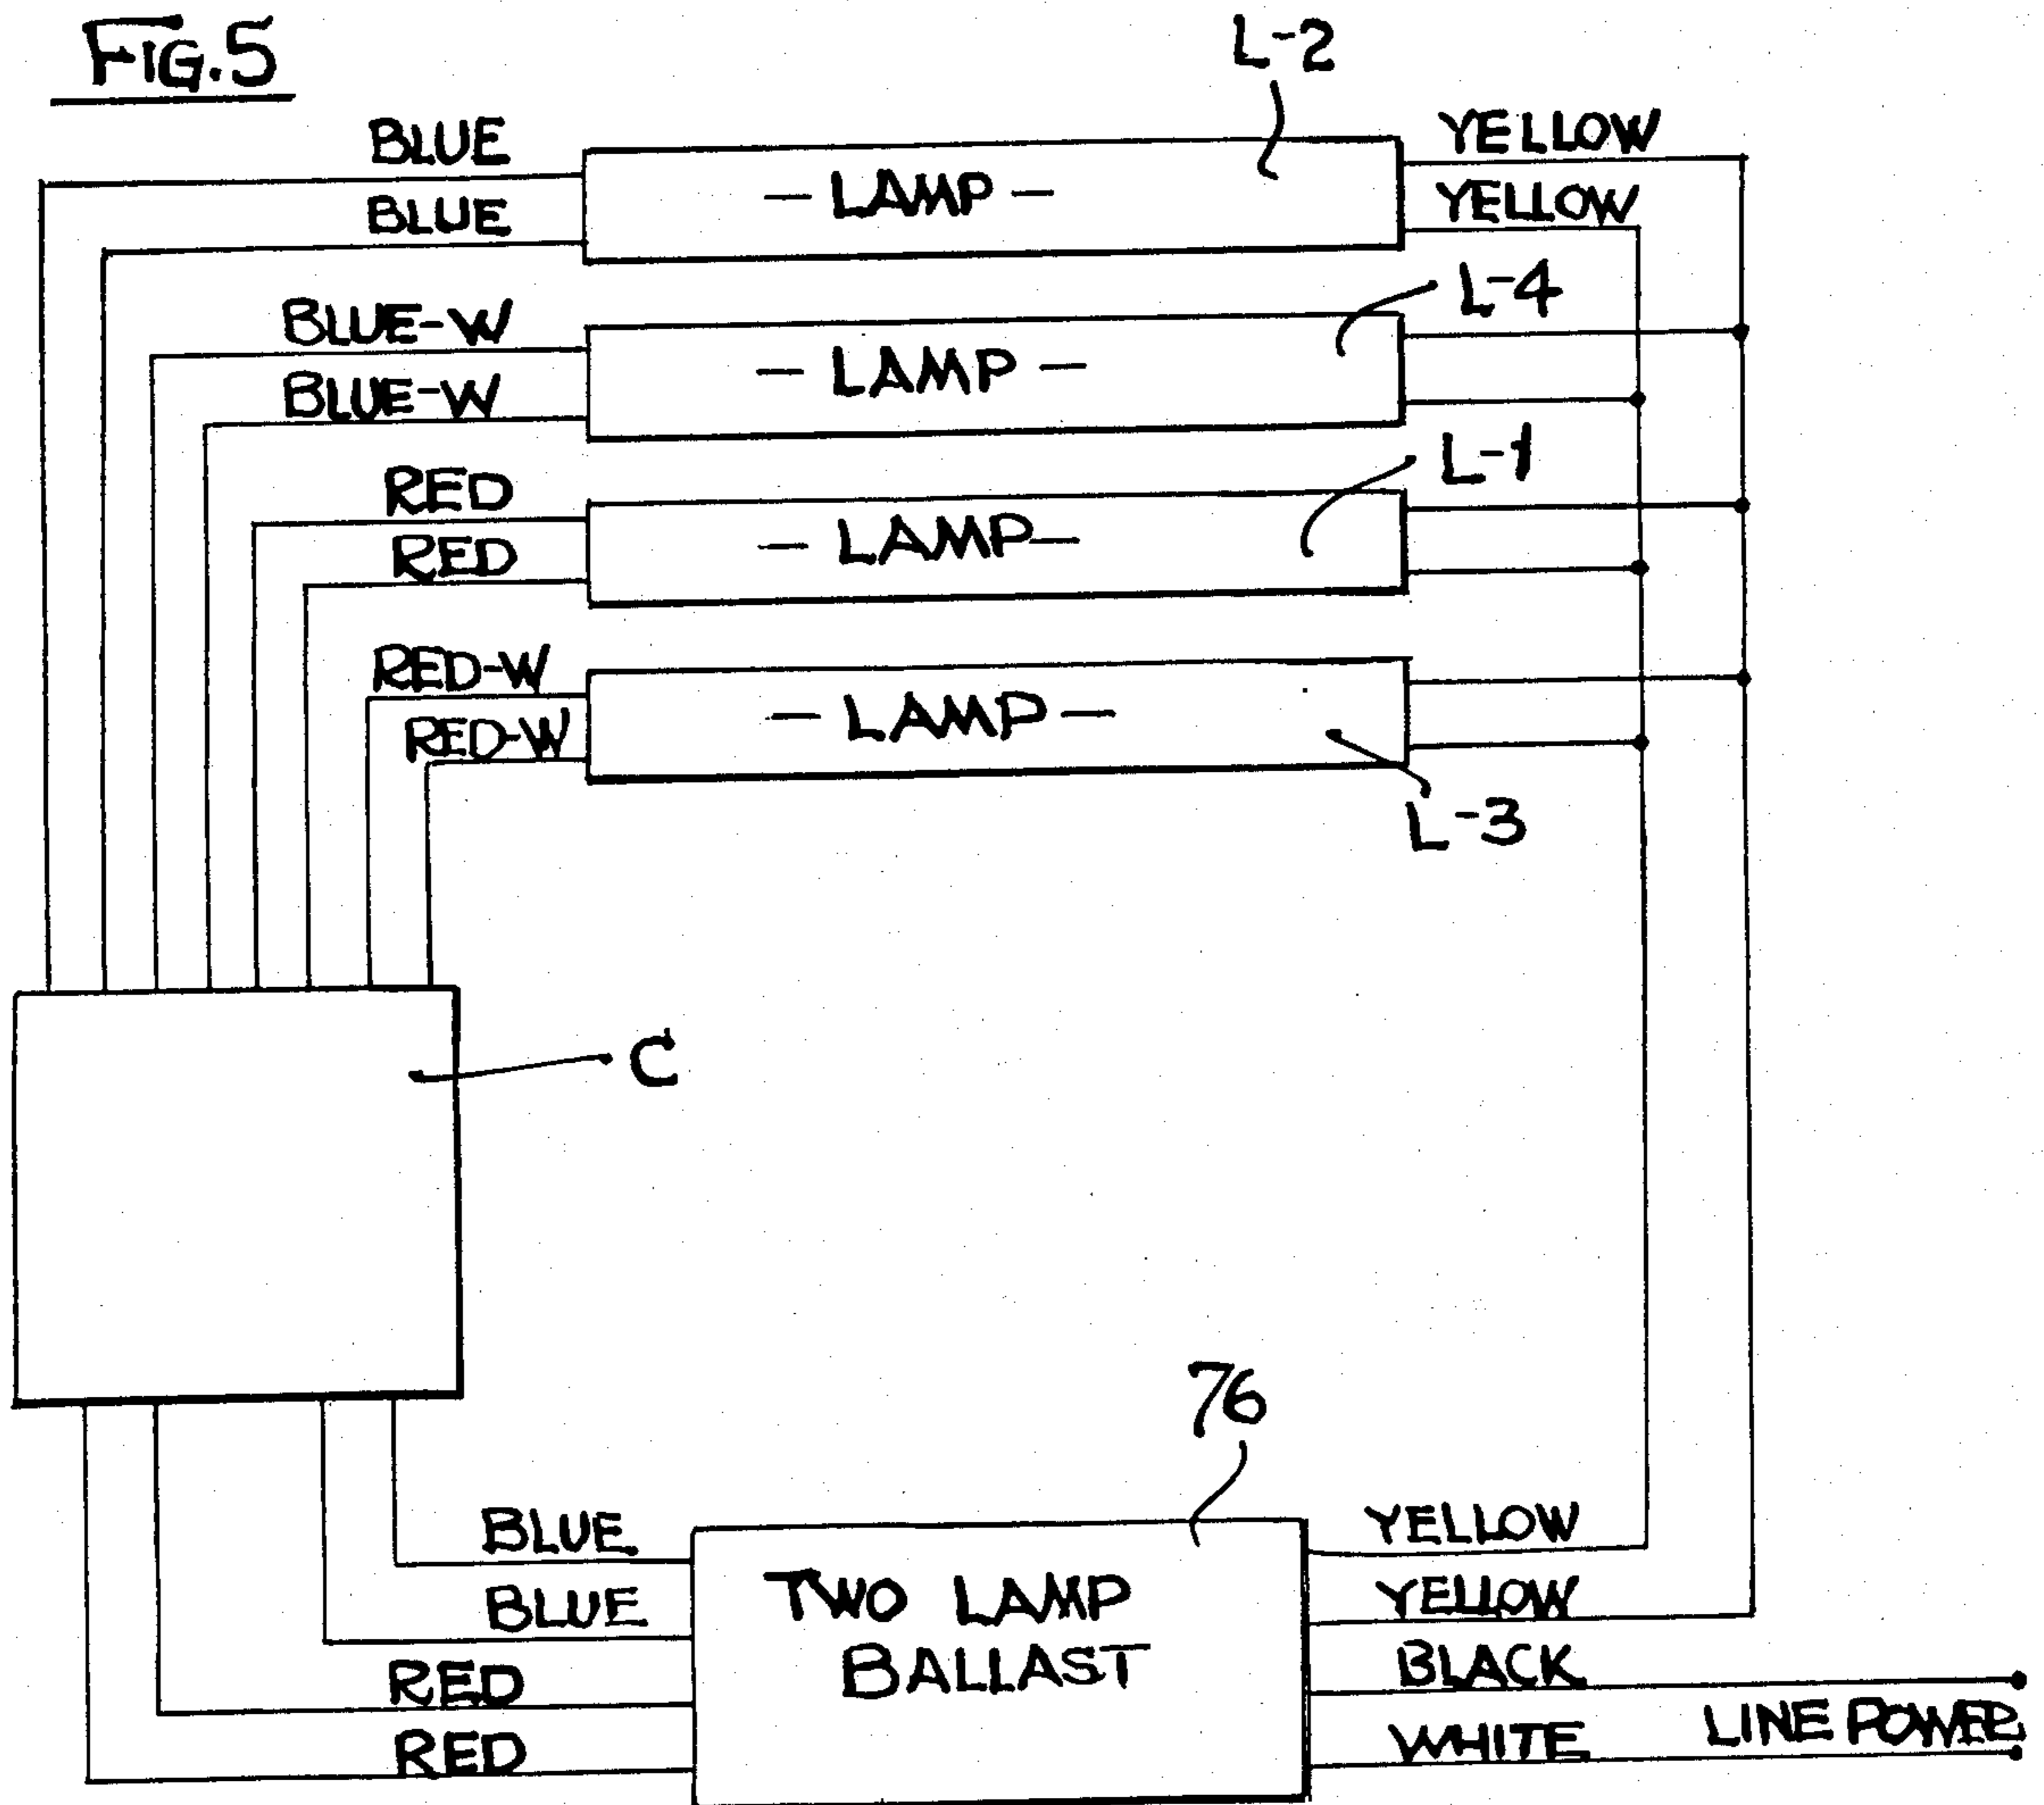 FIG.5
L-2
BLUE
YELLOW
- LAMP -
BLUE
YELLOW
L-4
BLUE-W
- LAMP -
BLUE-W
L-1
RED
- LAMP -
RED
RED-W
- LAMP -
RED-W
L-3
C
76
BLUE
YELLOW
BLUE
TWO LAMP
YELLOW
BALLAST
RED
BLACK
LINE POWER
RED
WHITE